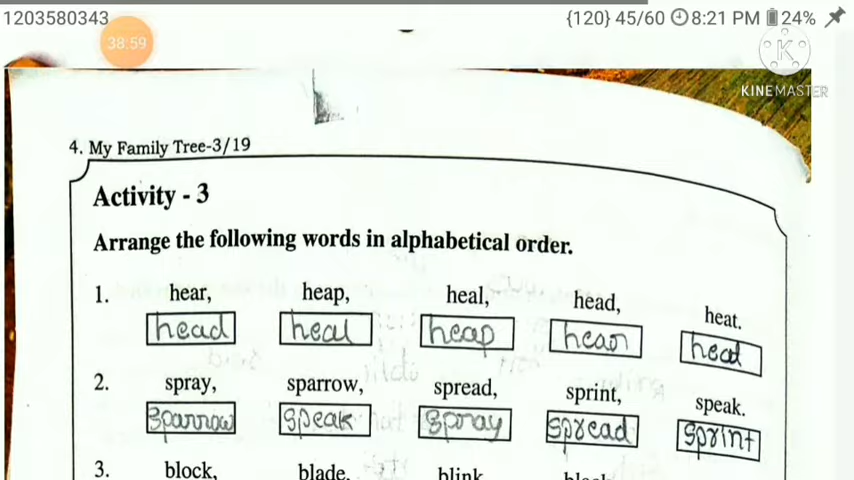 1203580343
{120} 45/60 8:21 PM 24%
38:59
K
KINEMASTER
4. My Family Tree-3/19
Activity - 3
Arrange the following words in alphabetical order.
1. hear, heap, heal, head, heat.
head heal heap hear heat
2. spray, sparrow, spread, sprint, speak.
sparrow speak spray spread sprint
3. block, blade, blink